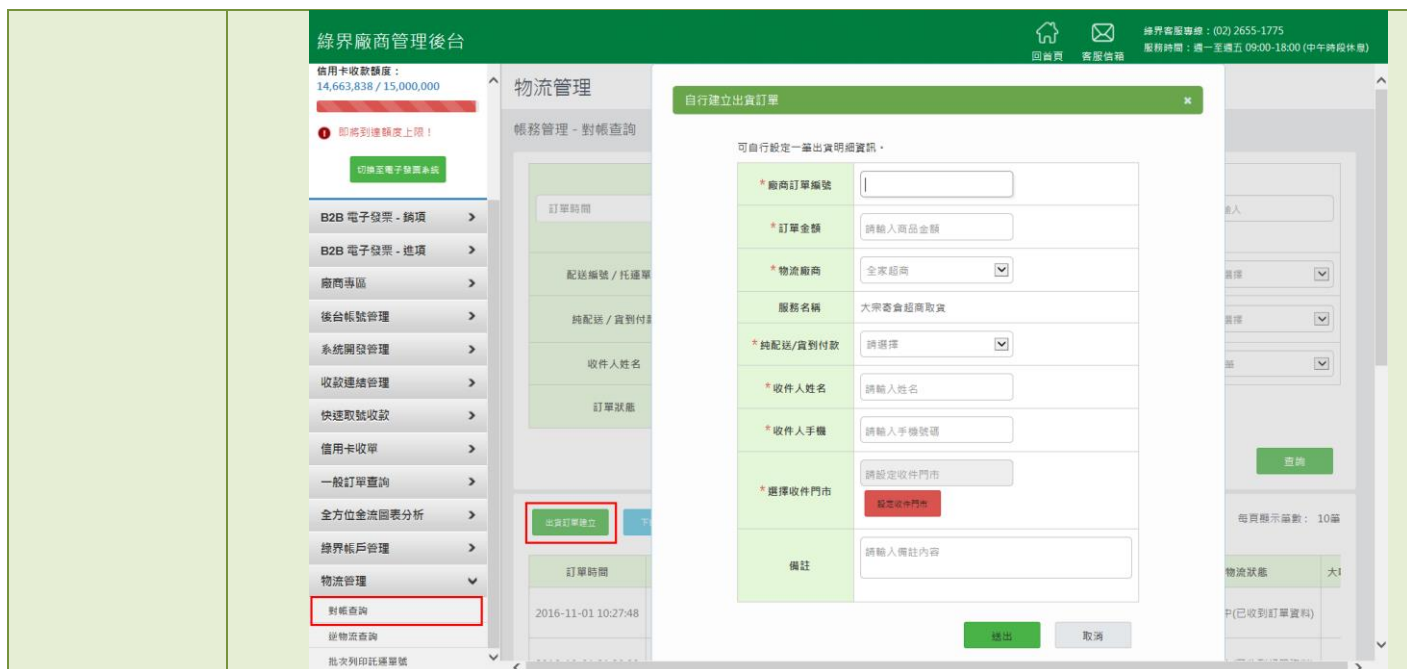 綠界廠商管理後台
回首頁
客服信箱
綠界客服專線：(02) 2655-1775
服務時間：週一至週五 09:00-18:00 (中午時段休息)
信用卡收款額度：
14,663,838 / 15,000,000
即將到達額度上限！
切換至電子發票系統
B2B 電子發票 - 銷項
B2B 電子發票 - 進項
廠商專區
後台帳號管理
系統開發管理
收款連結管理
快速取號收款
信用卡收單
一般訂單查詢
全方位金流圖表分析
綠界帳戶管理
物流管理
對帳查詢
逆物流查詢
批次列印託運單號
物流管理
帳務管理 - 對帳查詢
訂單時間
配送編號 / 托運單
純配送 / 貨到付款
收件人姓名
訂單狀態
查詢
出貨訂單建立
每頁顯示筆數： 10筆
訂單時間
物流狀態
2016-11-01 10:27:48
中(已收到訂單資料)
自行建立出貨訂單
可自行設定一筆出貨明細資訊。
*廠商訂單編號
*訂單金額
請輸入商品金額
*物流廠商
全家超商
服務名稱
大宗寄倉超商取貨
*純配送/貨到付款
請選擇
*收件人姓名
請輸入姓名
*收件人手機
請輸入手機號碼
*選擇收件門市
請設定收件門市
設定收件門市
備註
請輸入備註內容
送出
取消